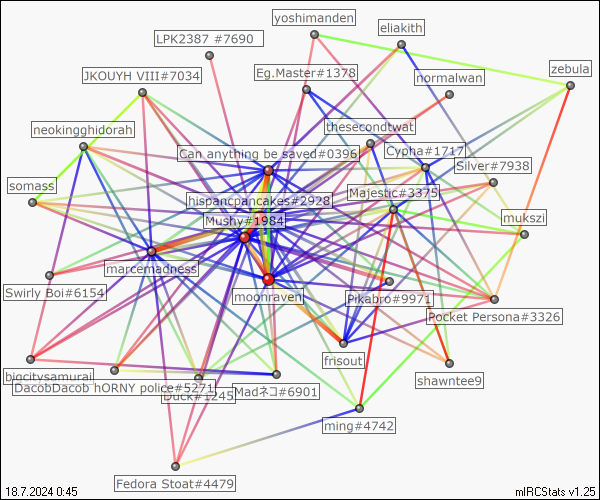 yoshimanden
eliakith
LPK2387 #7690
zebula
JKOUYH VIII#7034
Eg.Master#1378
normalwan
neokingghidorah
thesecondtwat
Can anything be saved#0396
Cypha#1717
Silver#7938
somass
Majestic#3375
hispancpancakes#2928
Mushy#1984
mukszi
marcemadness
Swirly Boi#6154
moonraven
Pikabro#9971
Pocket Persona#3326
frisout
biocitysamurai
shawntee9
DacobDacob hORNY police#5271
Duck#1245
Madネコ#6901
ming#4742
Fedora Stoat#4479
18.7.2024 0:45
mIRCStats v1.25